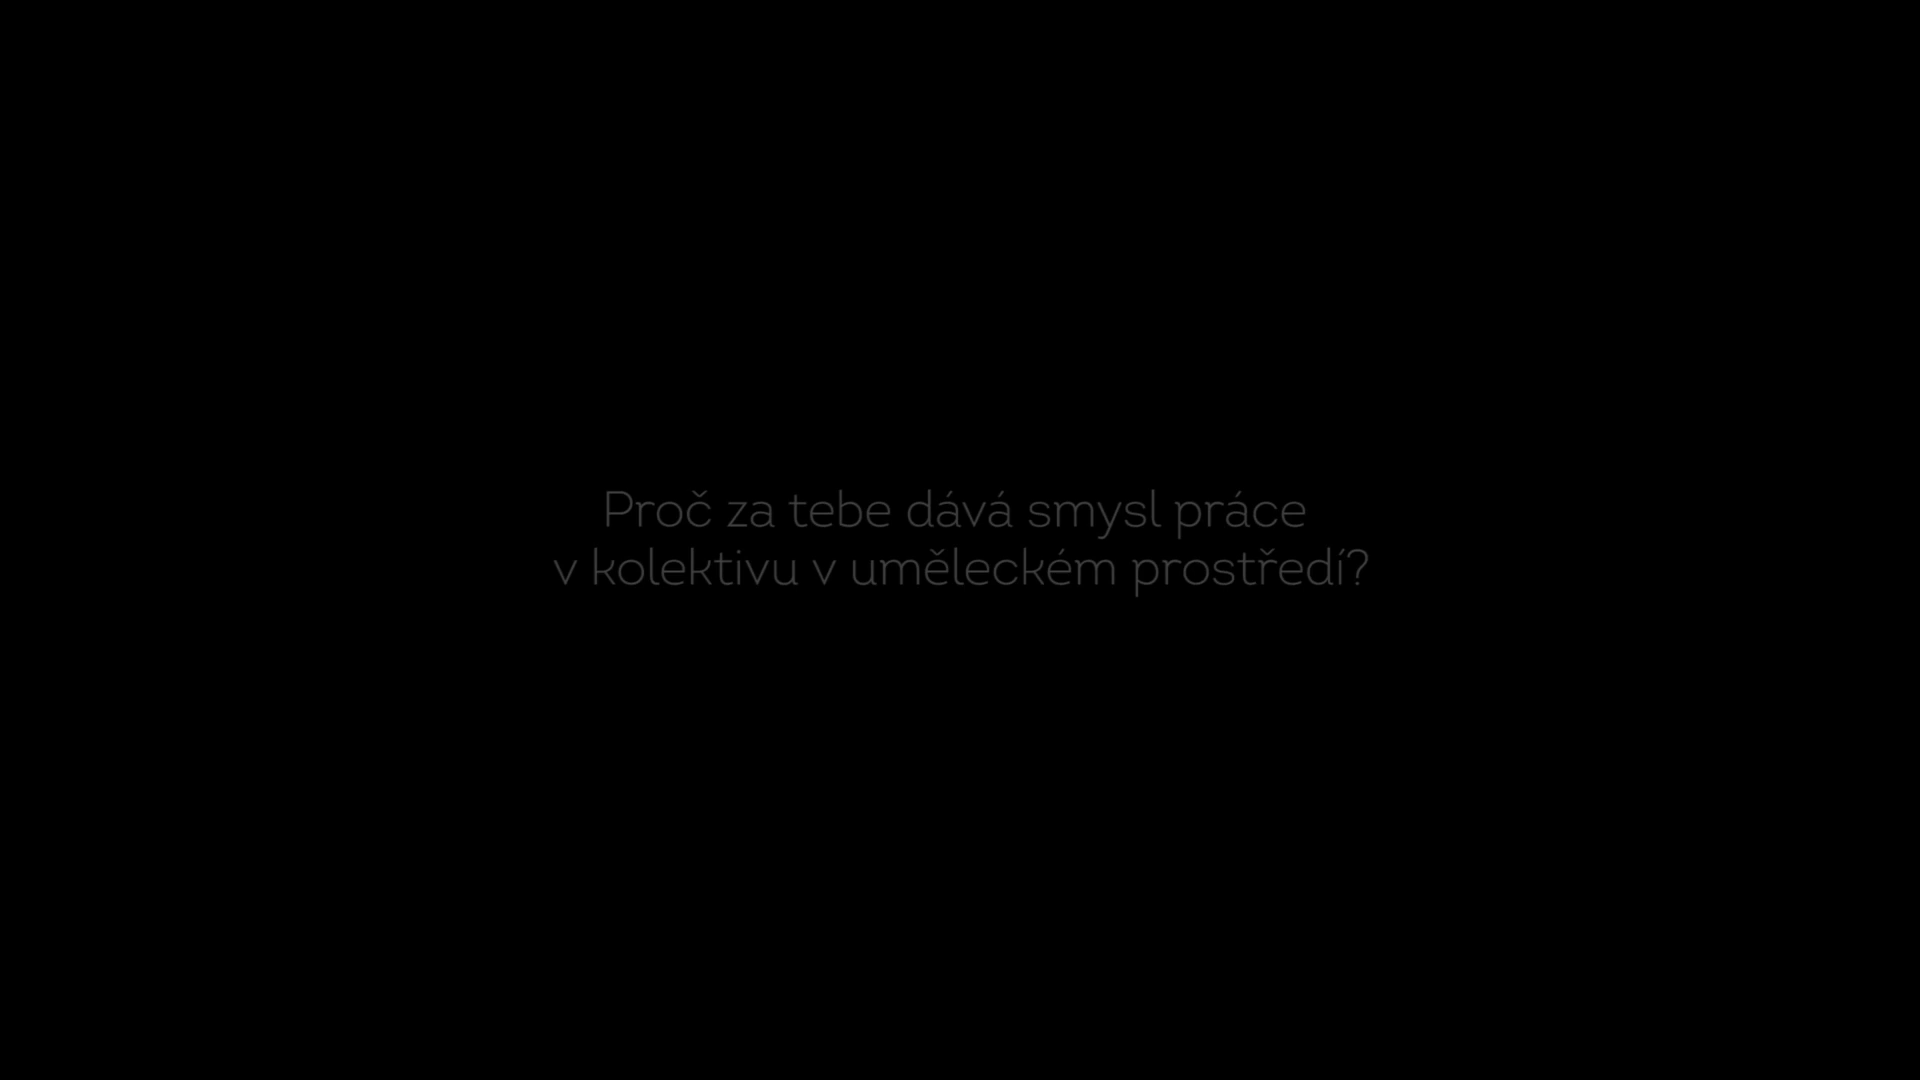 Proč za tebe dává smysl práce
v kolektivu v uměleckém prostředí?